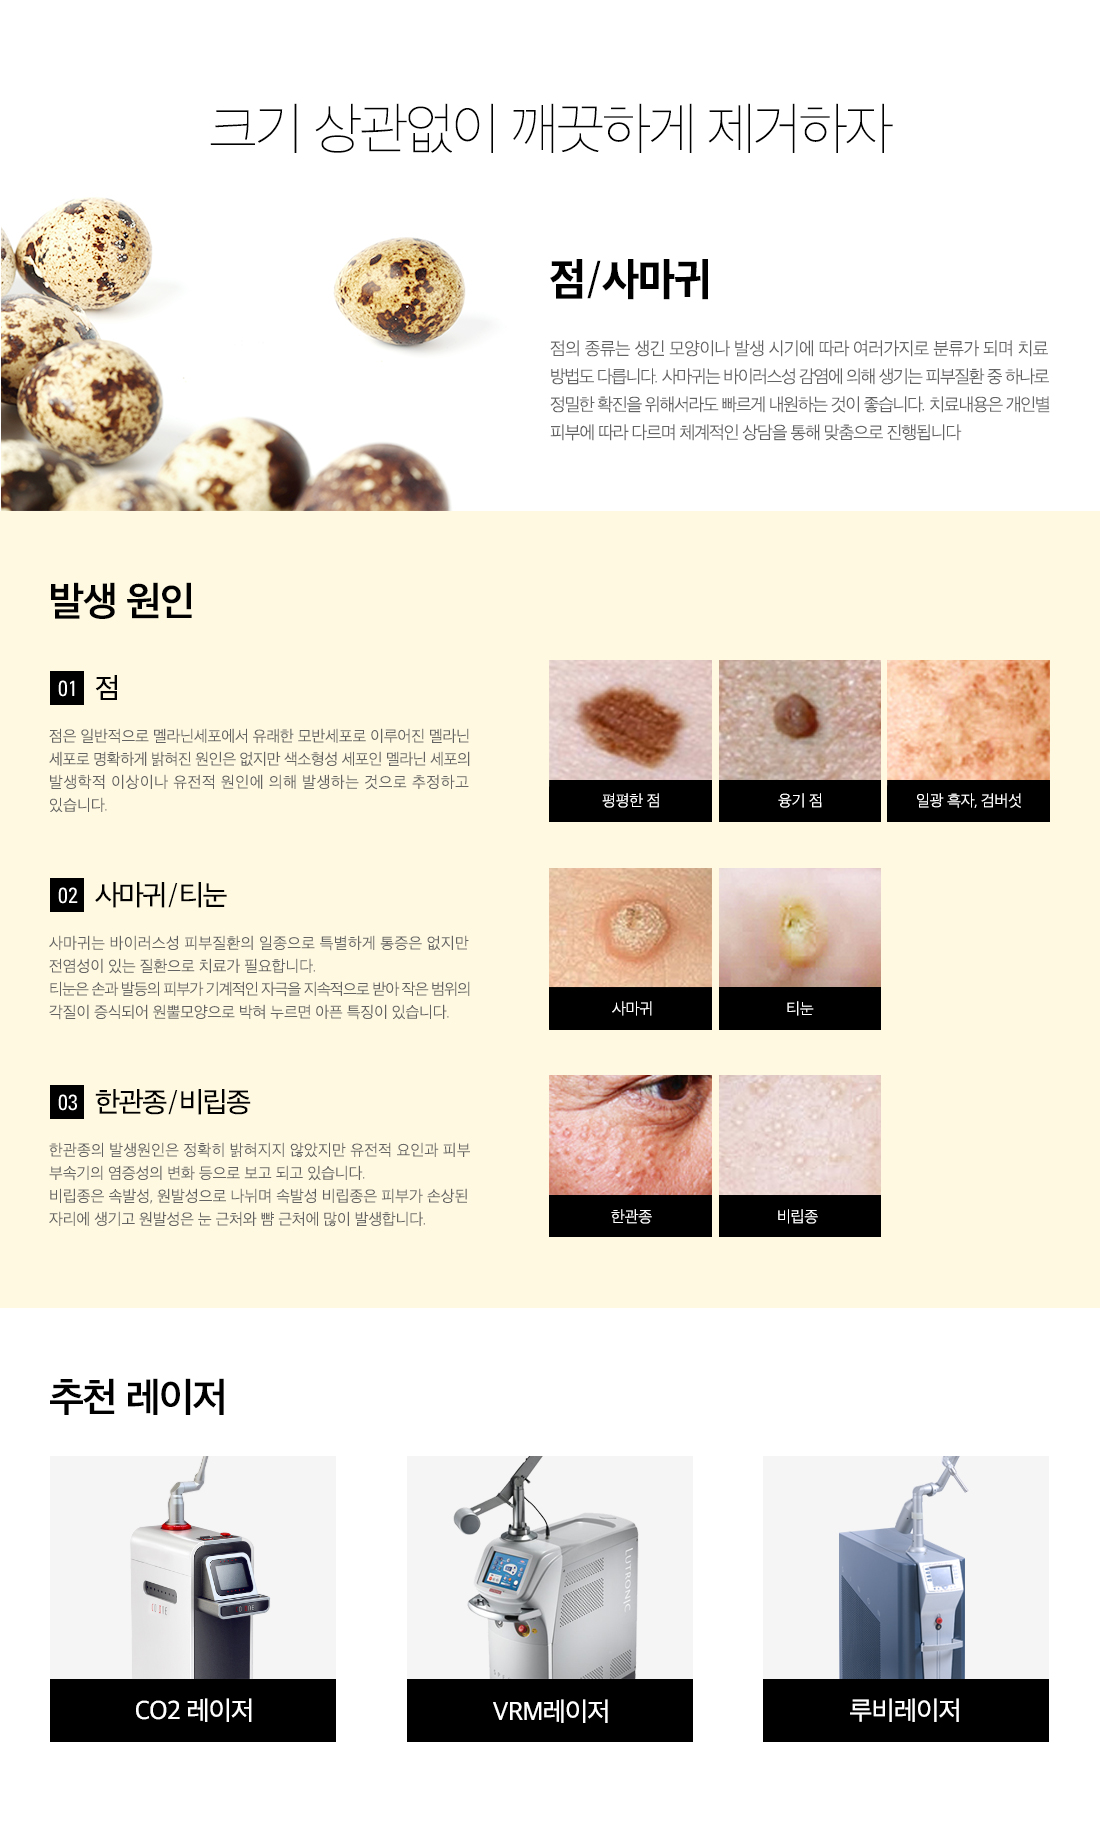 크기 상관없이 깨끗하게 제거하자
점/사마귀
점의 종류는 생긴 모양이나 발생 시기에 따라 여러가지로 분류가 되며 치료
방법도 다릅니다. 사마귀는 바이러스성 감염에 의해 생기는 피부질환 중 하나로
정밀한 확진을 위해서라도 빠르게 내원하는 것이 좋습니다. 치료내용은 개인별
피부에 따라 다르며 체계적인 상담을 통해 맞춤으로 진행됩니다
발생 원인
01 점
점은 일반적으로 멜라닌세포에서 유래한 모반세포로 이루어진 멜라닌
세포로 명확하게 밝혀진 원인은 없지만 색소형성 세포인 멜라닌 세포의
발생학적 이상이나 유전적 원인에 의해 발생하는 것으로 추정하고
있습니다.
평평한 점
융기 점
일광 흑자, 검버섯
02 사마귀/티눈
사마귀는 바이러스성 피부질환의 일종으로 특별하게 통증은 없지만
전염성이 있는 질환으로 치료가 필요합니다.
티눈은 손과 발등의 피부가 기계적인 자극을 지속적으로 받아 작은 범위의
각질이 증식되어 원뿔모양으로 박혀 누르면 아픈 특징이 있습니다.
사마귀
티눈
03 한관종/비립종
한관종의 발생원인은 정확히 밝혀지지 않았지만 유전적 요인과 피부
부속기의 염증성의 변화 등으로 보고 되고 있습니다.
비립종은 속발성, 원발성으로 나뉘며 속발성 비립종은 피부가 손상된
자리에 생기고 원발성은 눈 근처와 뺨 근처에 많이 발생합니다.
한관종
비립종
추천 레이저
LUTRONIC
CO2 레이저
VRM레이저
루비레이저